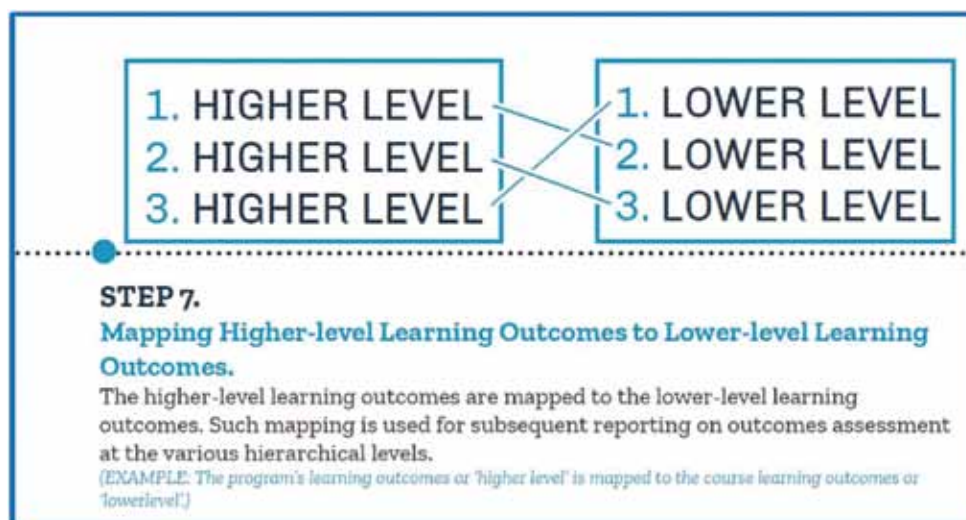 1. HIGHER LEVEL
2. HIGHER LEVEL
3. HIGHER LEVEL
1. LOWER LEVEL
2. LOWER LEVEL
3. LOWER LEVEL
STEP 7.
Mapping Higher-level Learning Outcomes to Lower-level Learning
Outcomes.
The higher-level learning outcomes are mapped to the lower-level learning
outcomes. Such mapping is used for subsequent reporting on outcomes assessment
at the various hierarchical levels.
(EXAMPLE: The program's learning outcomes or 'higher level' is mapped to the course learning outcomes or
'lowerlevel'.)